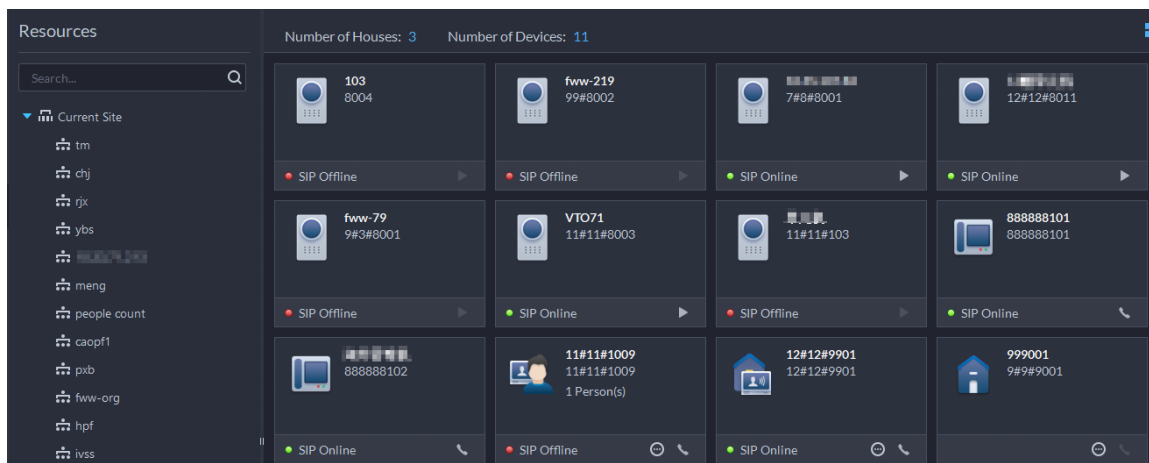 Resources
Number of Houses: 3 Number of Devices: 11
Search...
Current Site
tm
chj
rjx
ybs
meng
people count
caopf1
pxb
fww-org
hpf
ivss
103
8004
SIP Offline
fww-219
99#8002
SIP Offline
7#8#8001
SIP Online
12#12#8011
SIP Online
fww-79
9#3#8001
SIP Offline
VTO71
11#11#8003
SIP Online
11#11#103
SIP Offline
888888101
888888101
SIP Online
888888102
SIP Online
11#11#1009
11#11#1009
1 Person(s)
SIP Offline
12#12#9901
12#12#9901
SIP Online
999001
9#9#9001